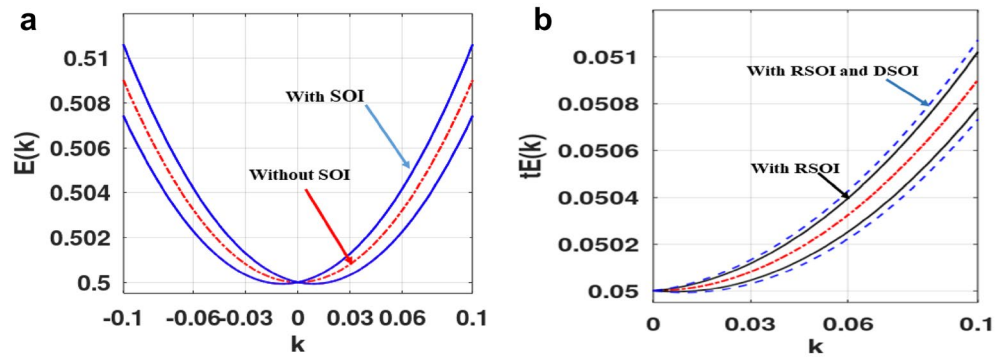 a
0.51
0.508
0.506
0.504
0.502
0.5
E(k)
With SOI
Without SOI
-0.1
-0.06
-0.03
0
0.03
0.06
0.1
k
b
0.051
0.0508
0.0506
0.0504
0.0502
0.05
tE(k)
With RSOI and DSOI
With RSOI
0
0.03
0.06
0.1
k